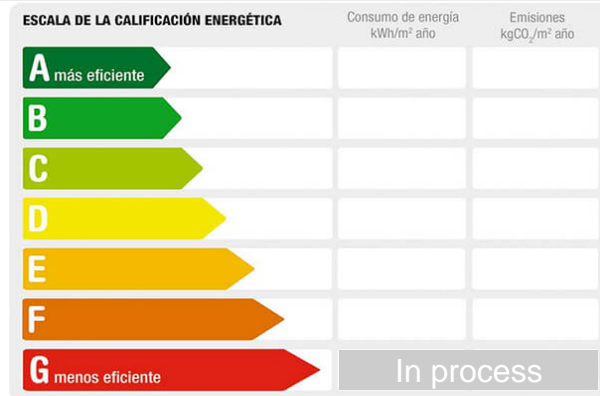 ESCALA DE LA CALIFICACIÓN ENERGÉTICA
Consumo de energía
kWh/m² año
Emisiones
kgCO₂/m² año
A más eficiente
B
C
D
E
F
G menos eficiente
In process